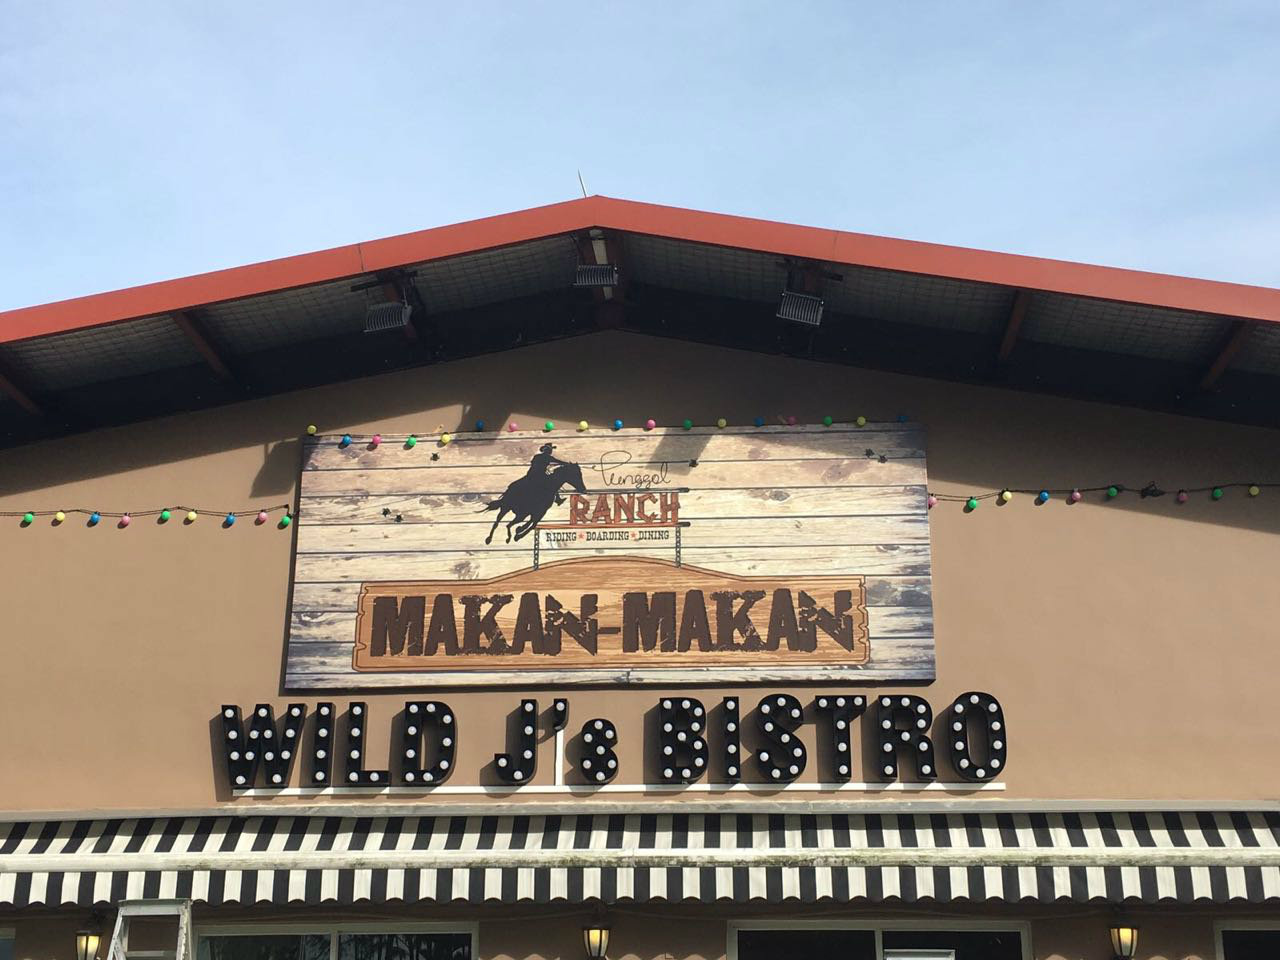 Punggol
RANCH
RIDING★BOARDING★DINING
MAKAN-MAKAN
WILD J's BISTRO